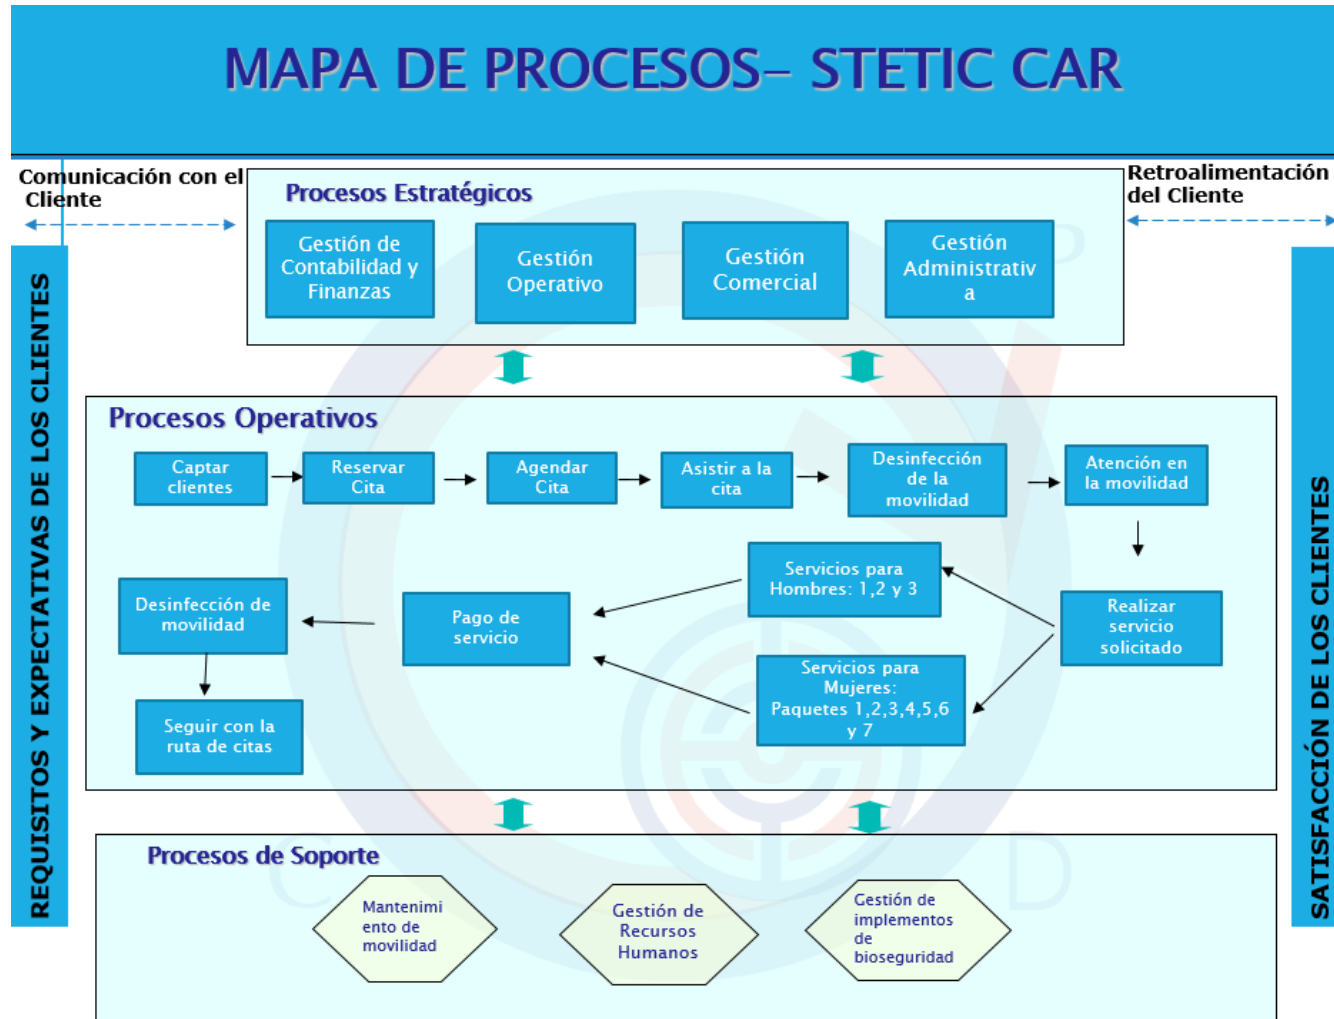 MAPA DE PROCESOS– STETIC CAR
Comunicación con el
Cliente
Retroalimentación
del Cliente
REQUISITOS Y EXPECTATIVAS DE LOS CLIENTES
SATISFACCIÓN DE LOS CLIENTES
Procesos Estratégicos
Gestión de
Contabilidad y
Finanzas
Gestión
Operativo
Gestión
Comercial
Gestión
Administrativ
a
Procesos Operativos
Captar
clientes
Reservar
Cita
Agendar
Cita
Asistir a la
cita
Desinfección
de la
movilidad
Atención en
la movilidad
Realizar
servicio
solicitado
Servicios para
Hombres: 1,2 y 3
Servicios para
Mujeres:
Paquetes 1,2,3,4,5,6
y 7
Pago de
servicio
Desinfección de
movilidad
Seguir con la
ruta de citas
Procesos de Soporte
Mantenimi
ento de
movilidad
Gestión de
Recursos
Humanos
Gestión de
implementos
de
bioseguridad
P
C
D